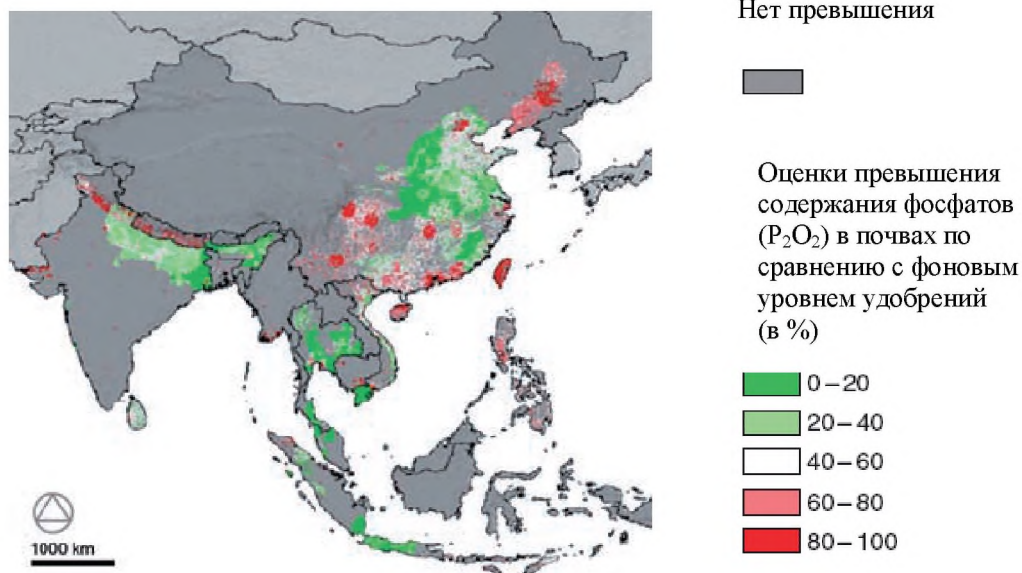 Нет превышения
Оценки превышения
содержания фосфатов
(P₂O₂) в почвах по
сравнению с фоновым
уровнем удобрений
(в %)
0–20
20–40
40–60
60–80
80–100
1000 km